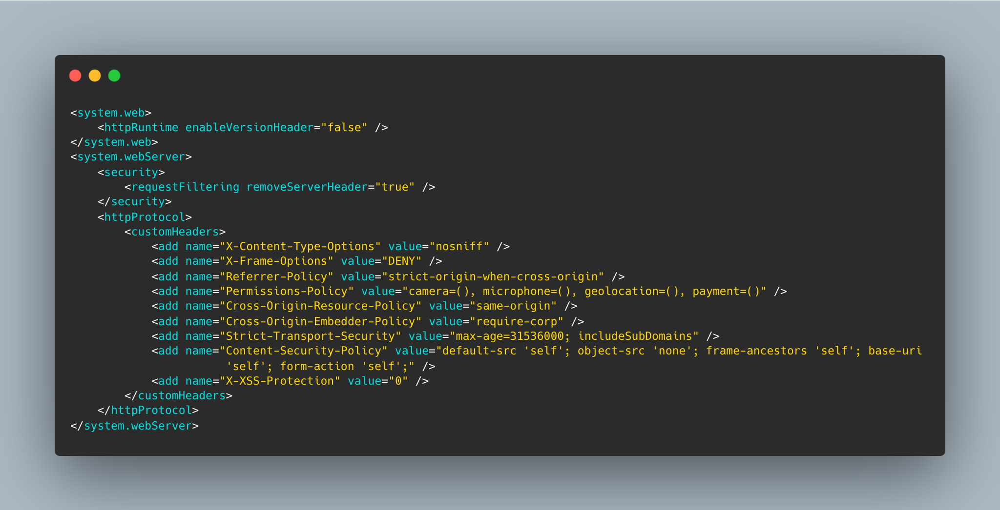 <system.web>
    <httpRuntime enableVersionHeader="false" />
</system.web>
<system.webServer>
    <security>
        <requestFiltering removeServerHeader="true" />
    </security>
    <httpProtocol>
        <customHeaders>
            <add name="X-Content-Type-Options" value="nosniff" />
            <add name="X-Frame-Options" value="DENY" />
            <add name="Referrer-Policy" value="strict-origin-when-cross-origin" />
            <add name="Permissions-Policy" value="camera=(), microphone=(), geolocation=(), payment=()" />
            <add name="Cross-Origin-Resource-Policy" value="same-origin" />
            <add name="Cross-Origin-Embedder-Policy" value="require-corp" />
            <add name="Strict-Transport-Security" value="max-age=31536000; includeSubDomains" />
            <add name="Content-Security-Policy" value="default-src 'self'; object-src 'none'; frame-ancestors 'self'; base-uri
                       'self'; form-action 'self';" />
            <add name="X-XSS-Protection" value="0" />
        </customHeaders>
    </httpProtocol>
</system.webServer>